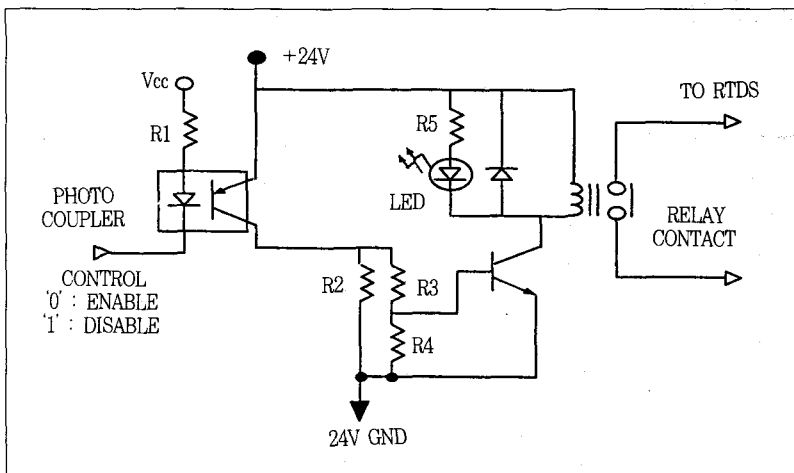 +24V
Vcc
R1
PHOTO
COUPLER
CONTROL
'0' : ENABLE
'1' : DISABLE
R2
R3
R4
24V GND
R5
LED
TO RTDS
RELAY
CONTACT